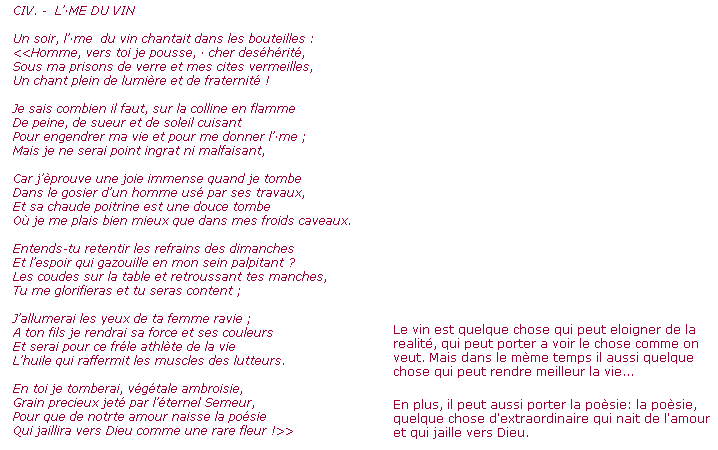 CIV. - L'·ME DU VIN
Un soir, l'·me du vin chantait dans les bouteilles :
<<Homme, vers toi je pousse, · cher deséhérité,
Sous ma prisons de verre et mes cites vermeilles,
Un chant plein de lumière et de fraternité !
Je sais combien il faut, sur la colline en flamme
De peine, de sueur et de soleil cuisant
Pour engendrer ma vie et pour me donner l'·me ;
Mais je ne serai point ingrat ni malfaisant,
Car j'èprouve une joie immense quand je tombe
Dans le gosier d'un homme usé par ses travaux,
Et sa chaude poitrine est une douce tombe
Où je me plais bien mieux que dans mes froids caveaux.
Entends-tu retentir les refrains des dimanches
Et l'espoir qui gazouille en mon sein palpitant ?
Les coudes sur la table et retroussant tes manches,
Tu me glorifieras et tu seras content ;
J'allumerai les yeux de ta femme ravie ;
A ton fils je rendrai sa force et ses couleurs
Et serai pour ce fréle athlète de la vie
L'huile qui raffermit les muscles des lutteurs.
En toi je tomberai, végétale ambroisie,
Grain precieux jeté par l'éternel Semeur,
Pour que de notrte amour naisse la poésie
Qui jaillira vers Dieu comme une rare fleur !>>
Le vin est quelque chose qui peut eloigner de la
realité, qui peut porter a voir le chose comme on
veut. Mais dans le mème temps il aussi quelque
chose qui peut rendre meilleur la vie...
En plus, il peut aussi porter la poèsie: la poèsie,
quelque chose d'extraordinaire qui nait de l'amour
et qui jaille vers Dieu.